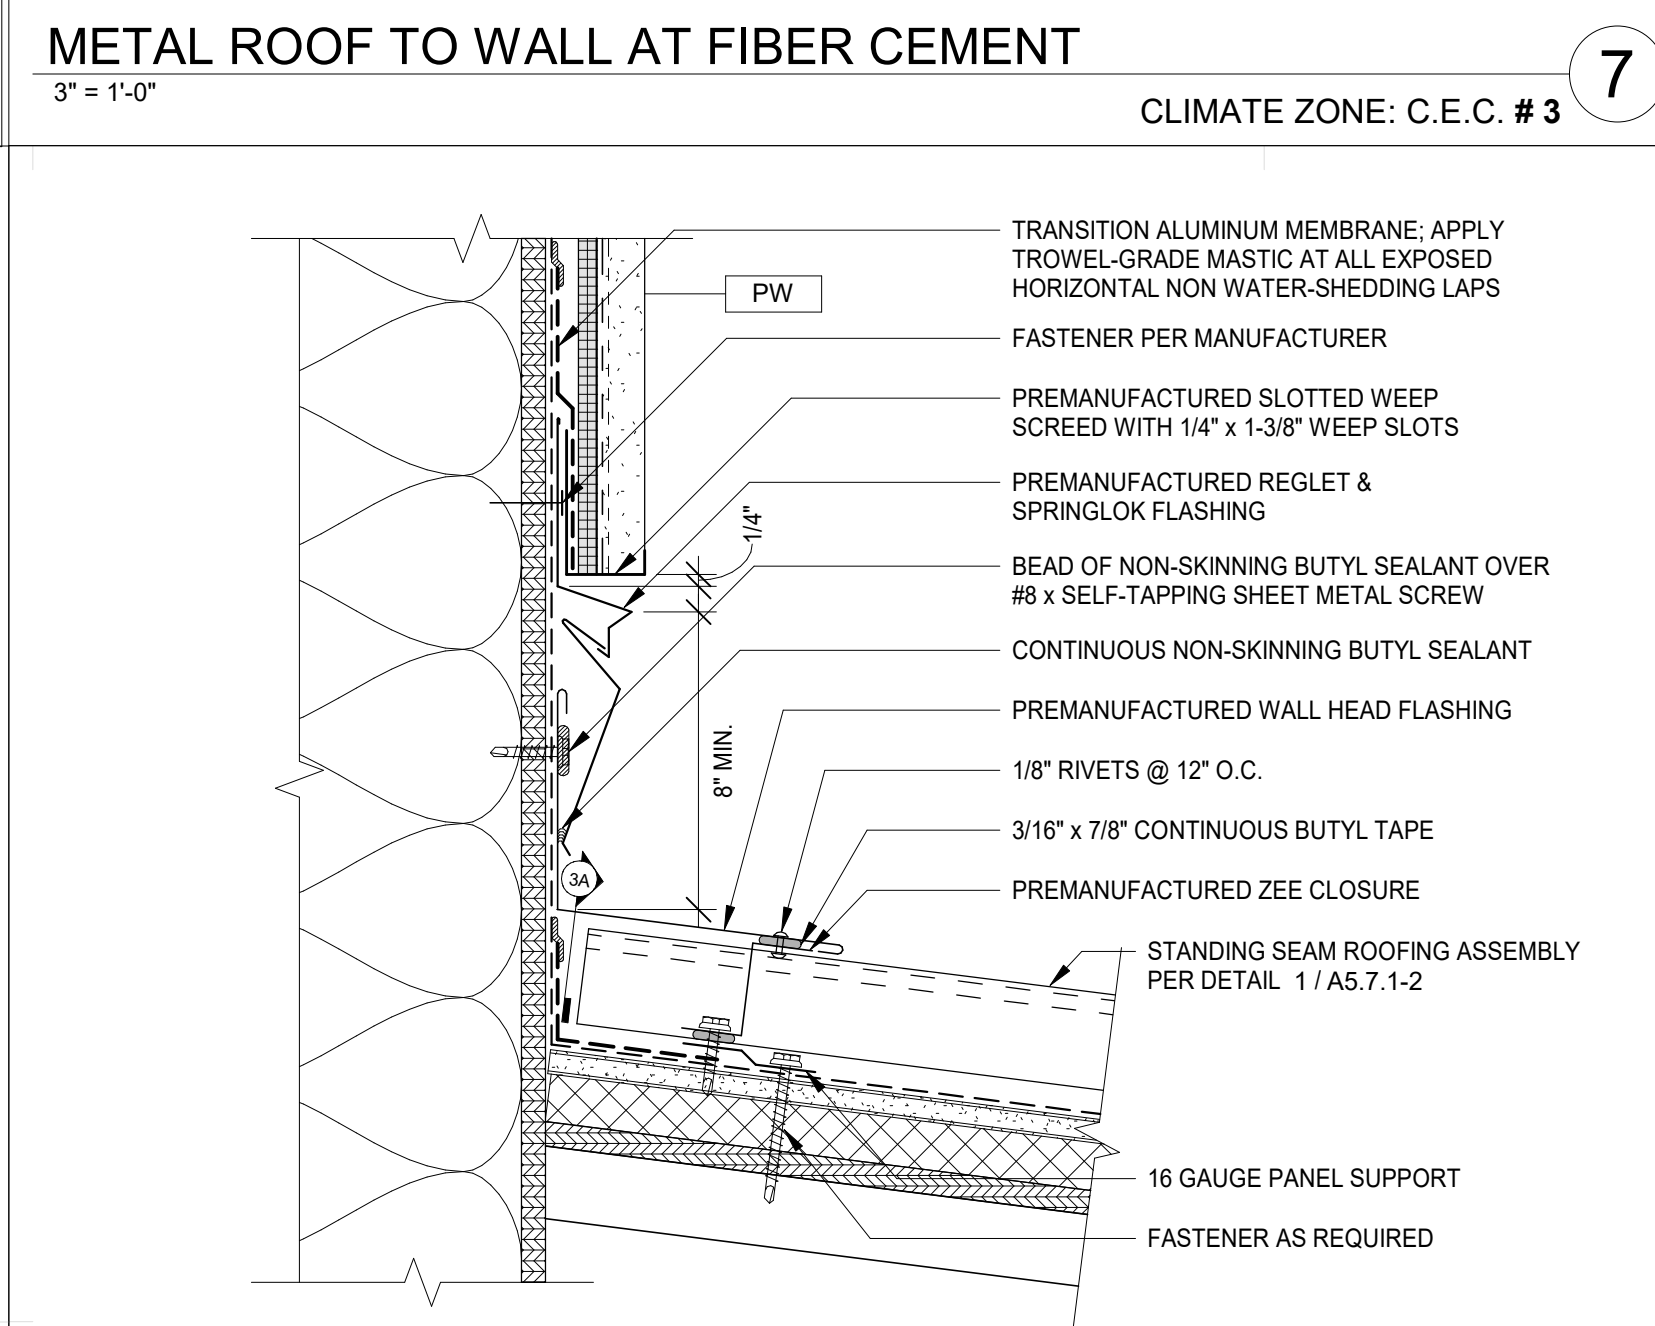 METAL ROOF TO WALL AT FIBER CEMENT
3" = 1'-0"
7
CLIMATE ZONE: C.E.C. # 3
TRANSITION ALUMINUM MEMBRANE; APPLY
TROWEL-GRADE MASTIC AT ALL EXPOSED
HORIZONTAL NON WATER-SHEDDING LAPS
PW
FASTENER PER MANUFACTURER
PREMANUFACTURED SLOTTED WEEP
SCREED WITH 1/4" x 1-3/8" WEEP SLOTS
PREMANUFACTURED REGLET &
SPRINGLOK FLASHING
1/4"
BEAD OF NON-SKINNING BUTYL SEALANT OVER
#8 x SELF-TAPPING SHEET METAL SCREW
CONTINUOUS NON-SKINNING BUTYL SEALANT
PREMANUFACTURED WALL HEAD FLASHING
8" MIN.
1/8" RIVETS @ 12" O.C.
3/16" x 7/8" CONTINUOUS BUTYL TAPE
3A
PREMANUFACTURED ZEE CLOSURE
STANDING SEAM ROOFING ASSEMBLY
PER DETAIL 1 / A5.7.1-2
16 GAUGE PANEL SUPPORT
FASTENER AS REQUIRED